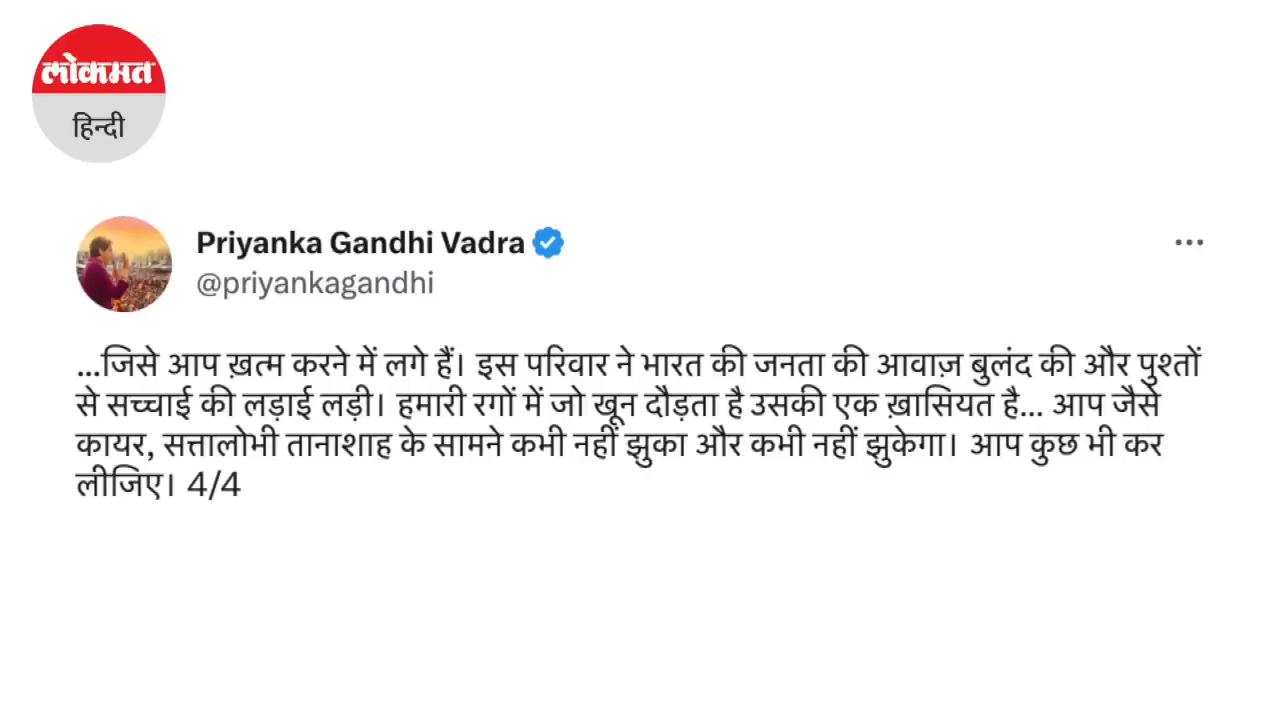 लोकमत
हिन्दी
Priyanka Gandhi Vadra
@priyankagandhi
...जिसे आप ख़त्म करने में लगे हैं। इस परिवार ने भारत की जनता की आवाज़ बुलंद की और पुश्तों
से सच्चाई की लड़ाई लड़ी। हमारी रगों में जो खून दौड़ता है उसकी एक ख़ासियत है... आप जैसे
कायर, सत्तालोभी तानाशाह के सामने कभी नहीं झुका और कभी नहीं झुकेगा। आप कुछ भी कर
लीजिए। 4/4